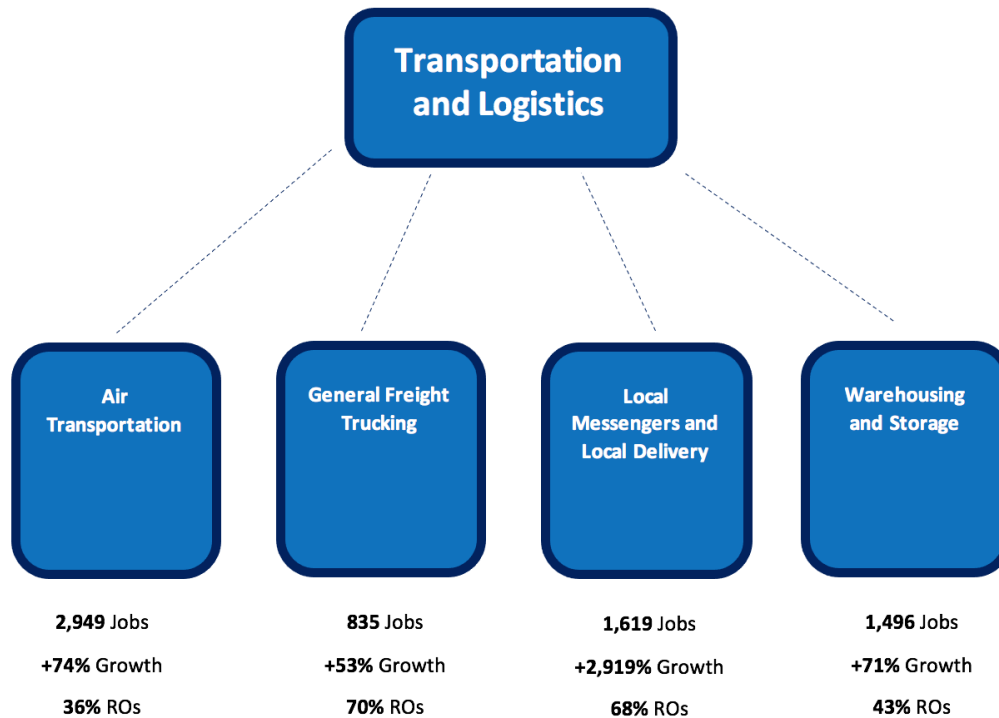 Transportation
and Logistics
Air
Transportation
General Freight
Trucking
Local
Messengers and
Local Delivery
Warehousing
and Storage
2,949 Jobs
+74% Growth
36% ROs
835 Jobs
+53% Growth
70% ROs
1,619 Jobs
+2,919% Growth
68% ROs
1,496 Jobs
+71% Growth
43% ROs